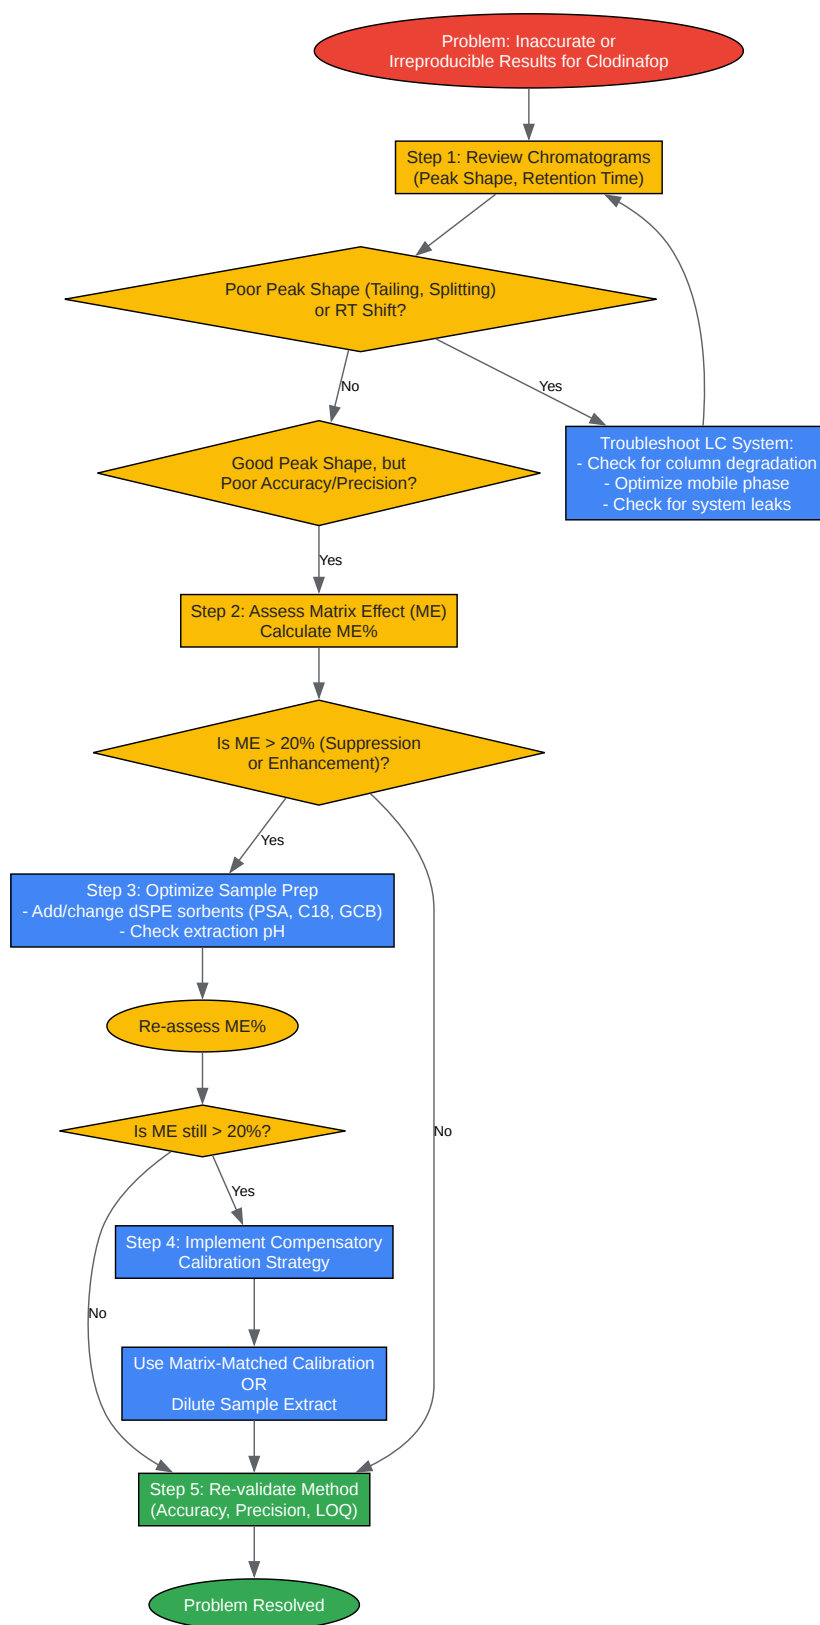 Problem: Inaccurate or
Irreproducible Results for Clodinafop
Step 1: Review Chromatograms
(Peak Shape, Retention Time)
Poor Peak Shape (Tailing, Splitting)
or RT Shift?
No
Yes
Good Peak Shape, but
Poor Accuracy/Precision?
Troubleshoot LC System:
- Check for column degradation
- Optimize mobile phase
- Check for system leaks
Yes
Step 2: Assess Matrix Effect (ME)
Calculate ME%
Is ME > 20% (Suppression
or Enhancement)?
Yes
Step 3: Optimize Sample Prep
- Add/change dSPE sorbents (PSA, C18, GCB)
- Check extraction pH
Re-assess ME%
Is ME still > 20%?
No
Yes
Step 4: Implement Compensatory
Calibration Strategy
No
Use Matrix-Matched Calibration
OR
Dilute Sample Extract
Step 5: Re-validate Method
(Accuracy, Precision, LOQ)
Problem Resolved